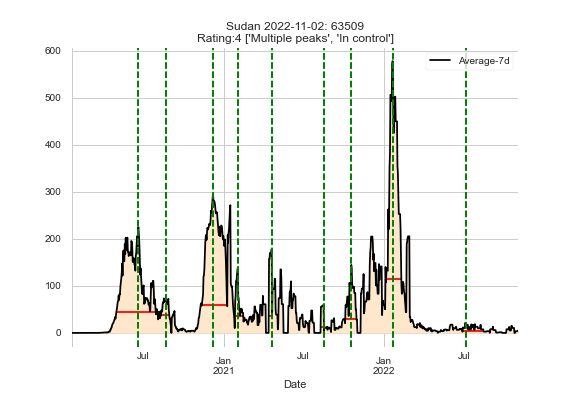 Sudan 2022-11-02: 63509
Rating:4 ['Multiple peaks', 'In control']
Average-7d
600
500
400
300
200
100
0
Jul
Jan
2021
Jul
Jan
2022
Jul
Date